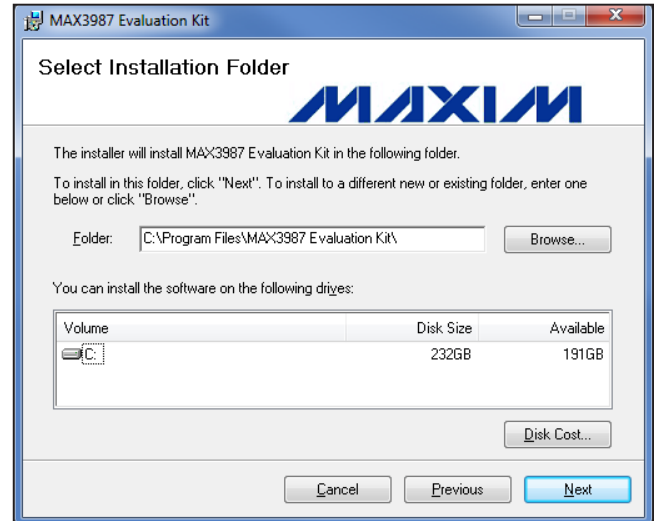 MAX3987 Evaluation Kit
Select Installation Folder
MAXIM
The installer will install MAX3987 Evaluation Kit in the following folder.
To install in this folder, click "Next". To install to a different new or existing folder, enter one
below or click "Browse".
Folder: C:\Program Files\MAX3987 Evaluation Kit\ Browse...
You can install the software on the following drives:
Volume Disk Size Available
C: 232GB 191GB
Disk Cost...
Cancel Previous Next